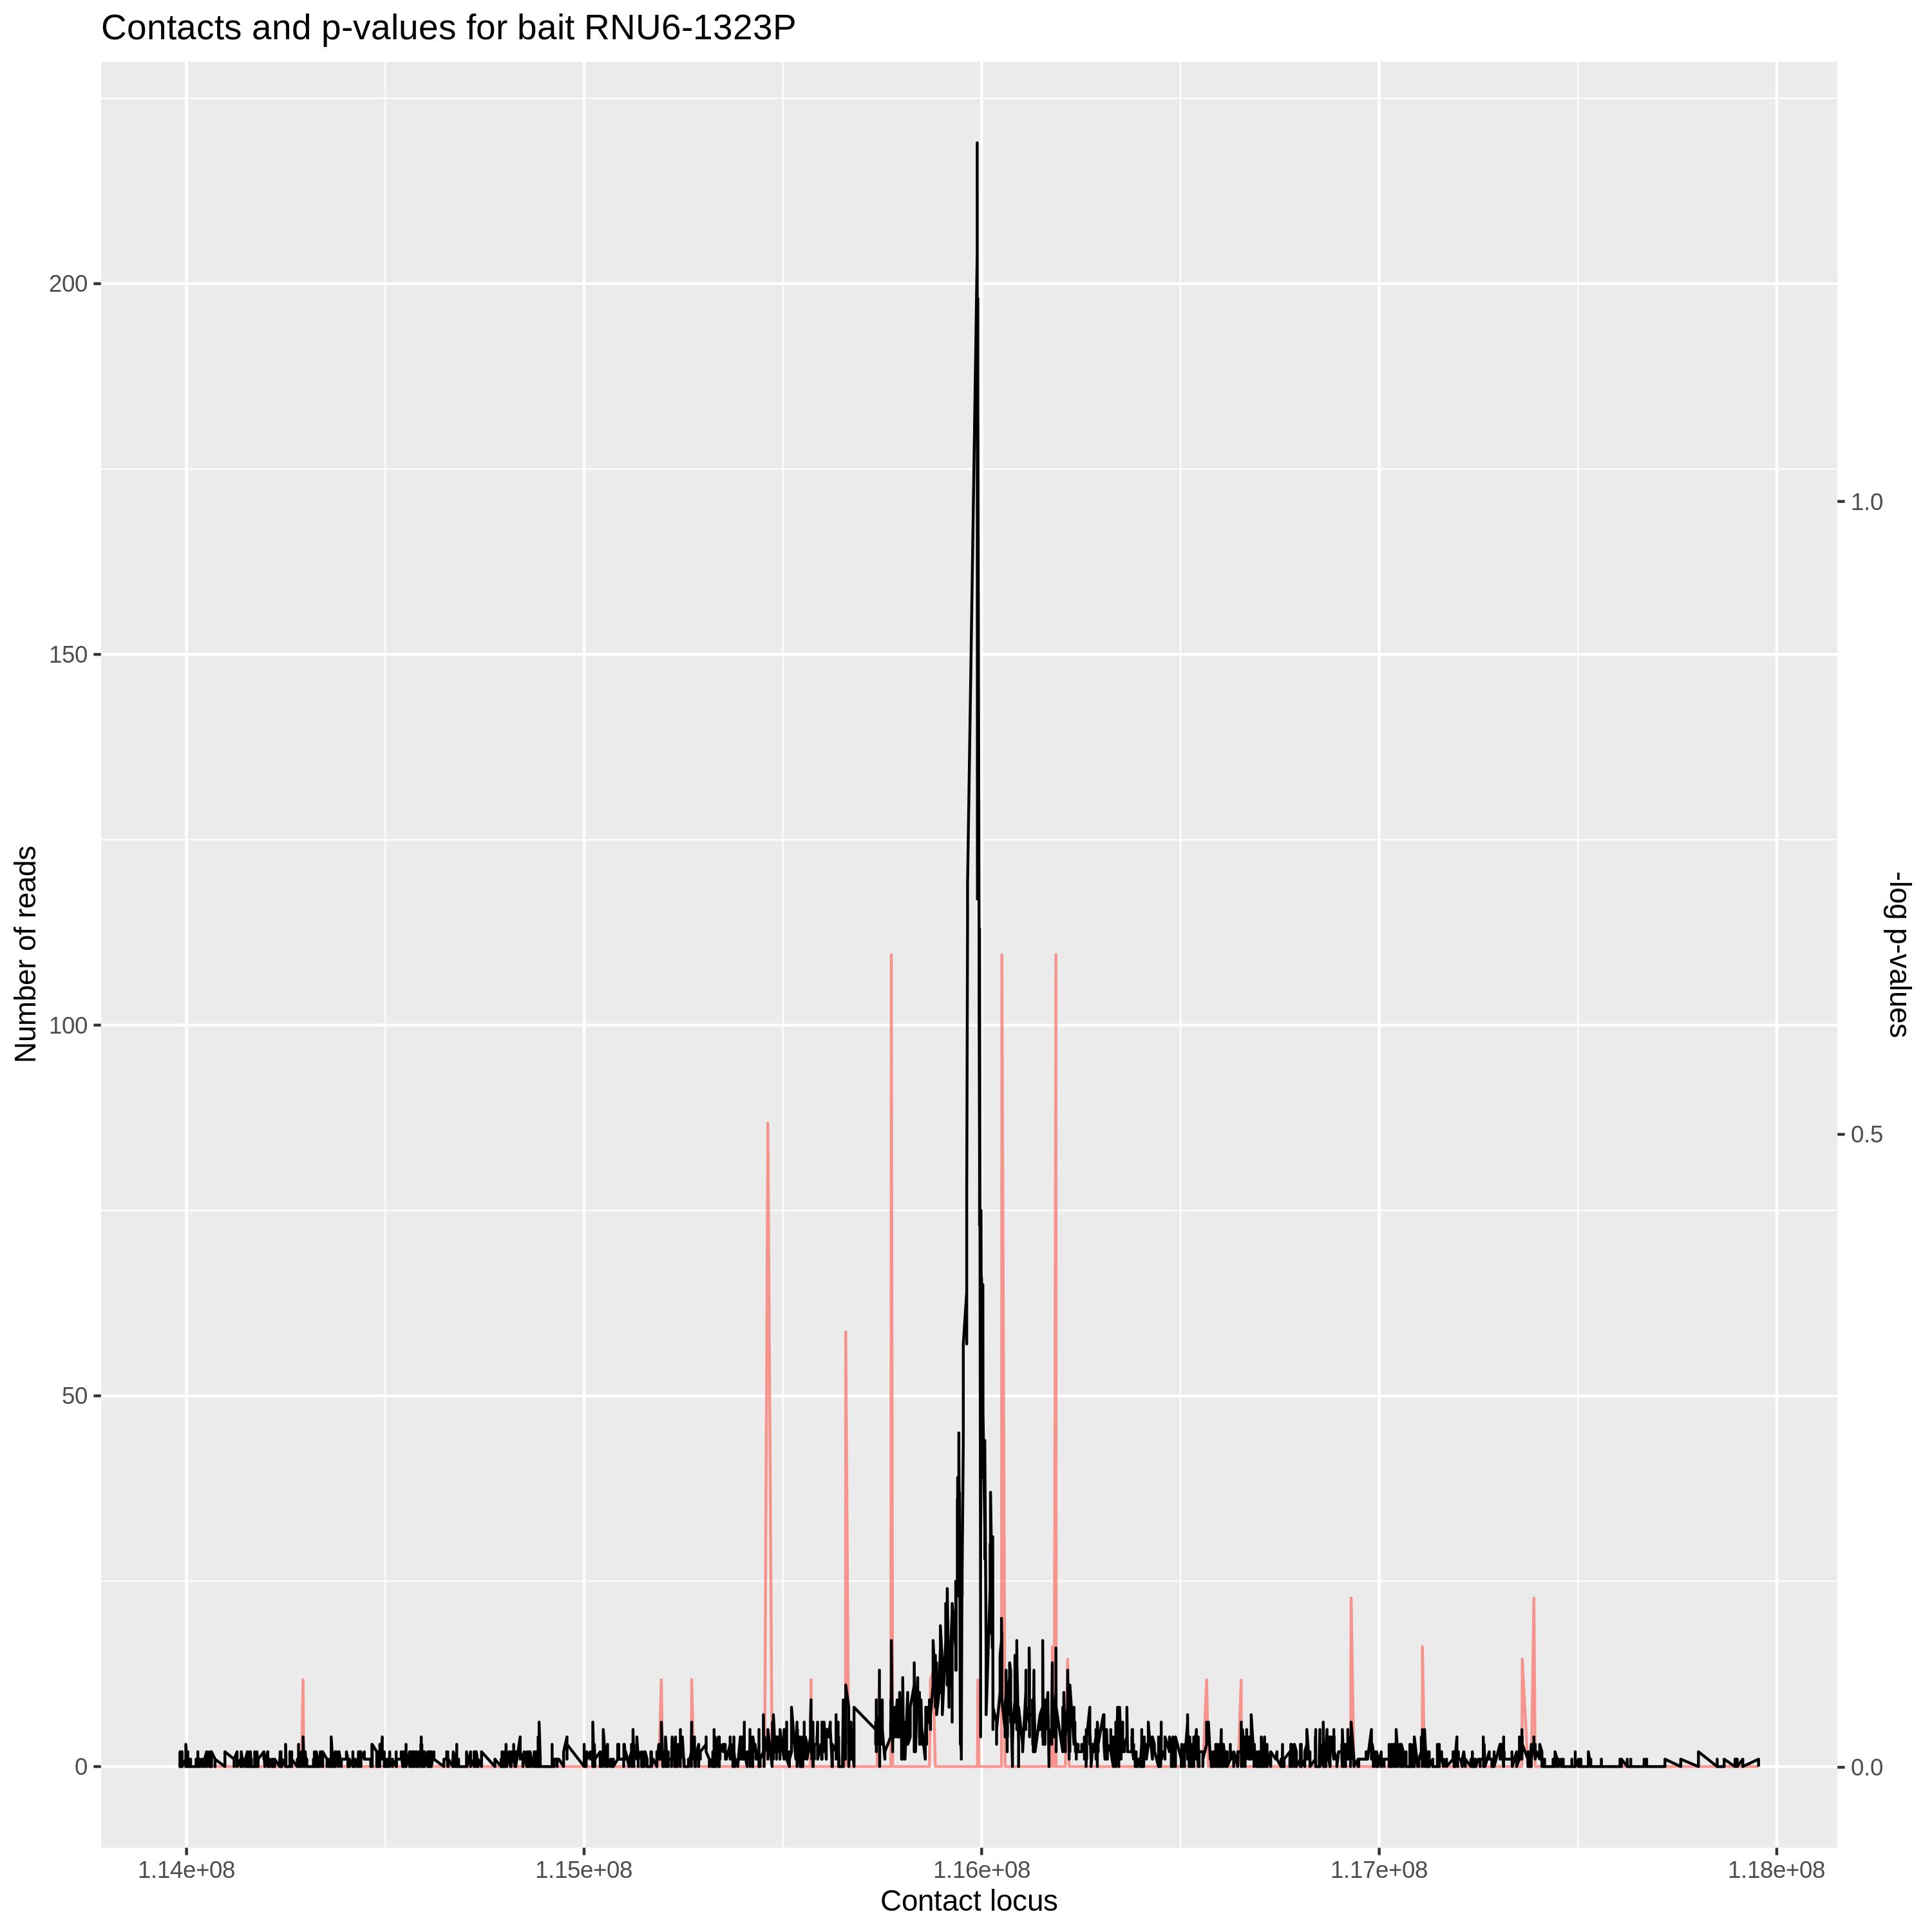 Contacts and p-values for bait RNU6-1323P
Number of reads
200
150
100
50
0
1.0
0.5
0.0
-log p-values
1.14e+08 1.15e+08 1.16e+08 1.17e+08 1.18e+08
Contact locus